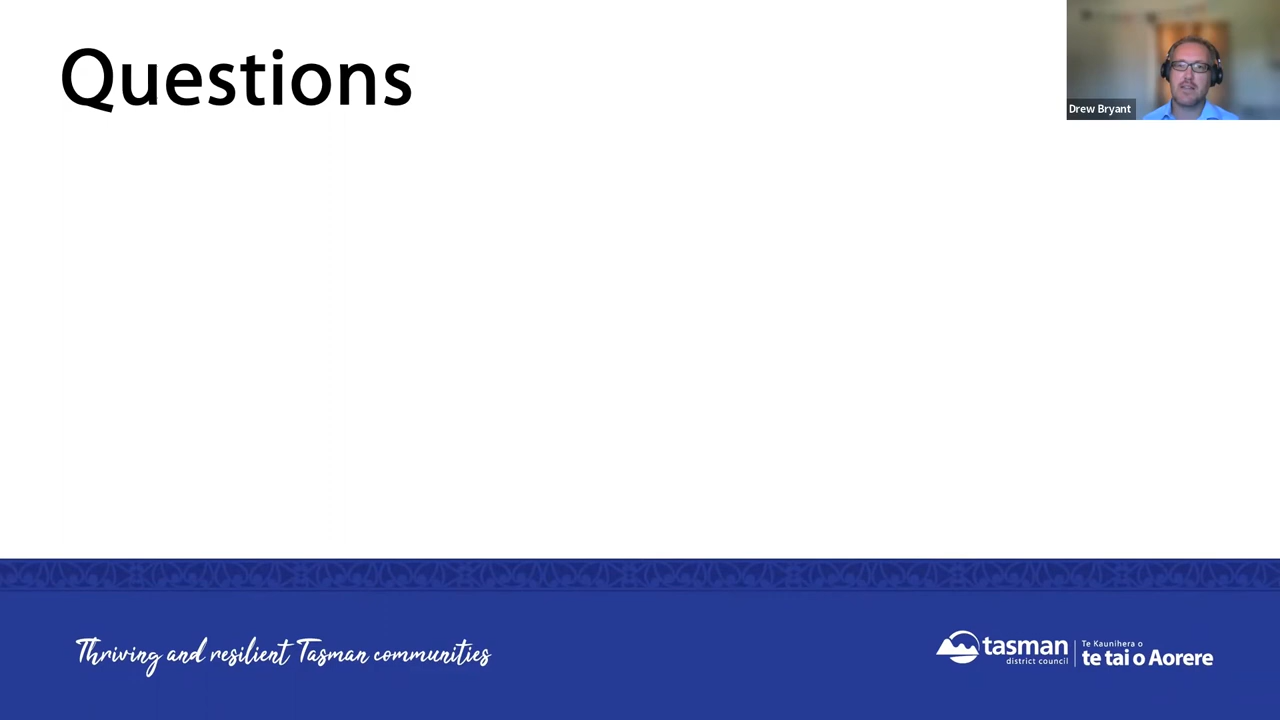 Questions
Drew Bryant
Thriving and resilient Tasman communities
tasman
district council
Te Kaunihera o
te tai o Aorere